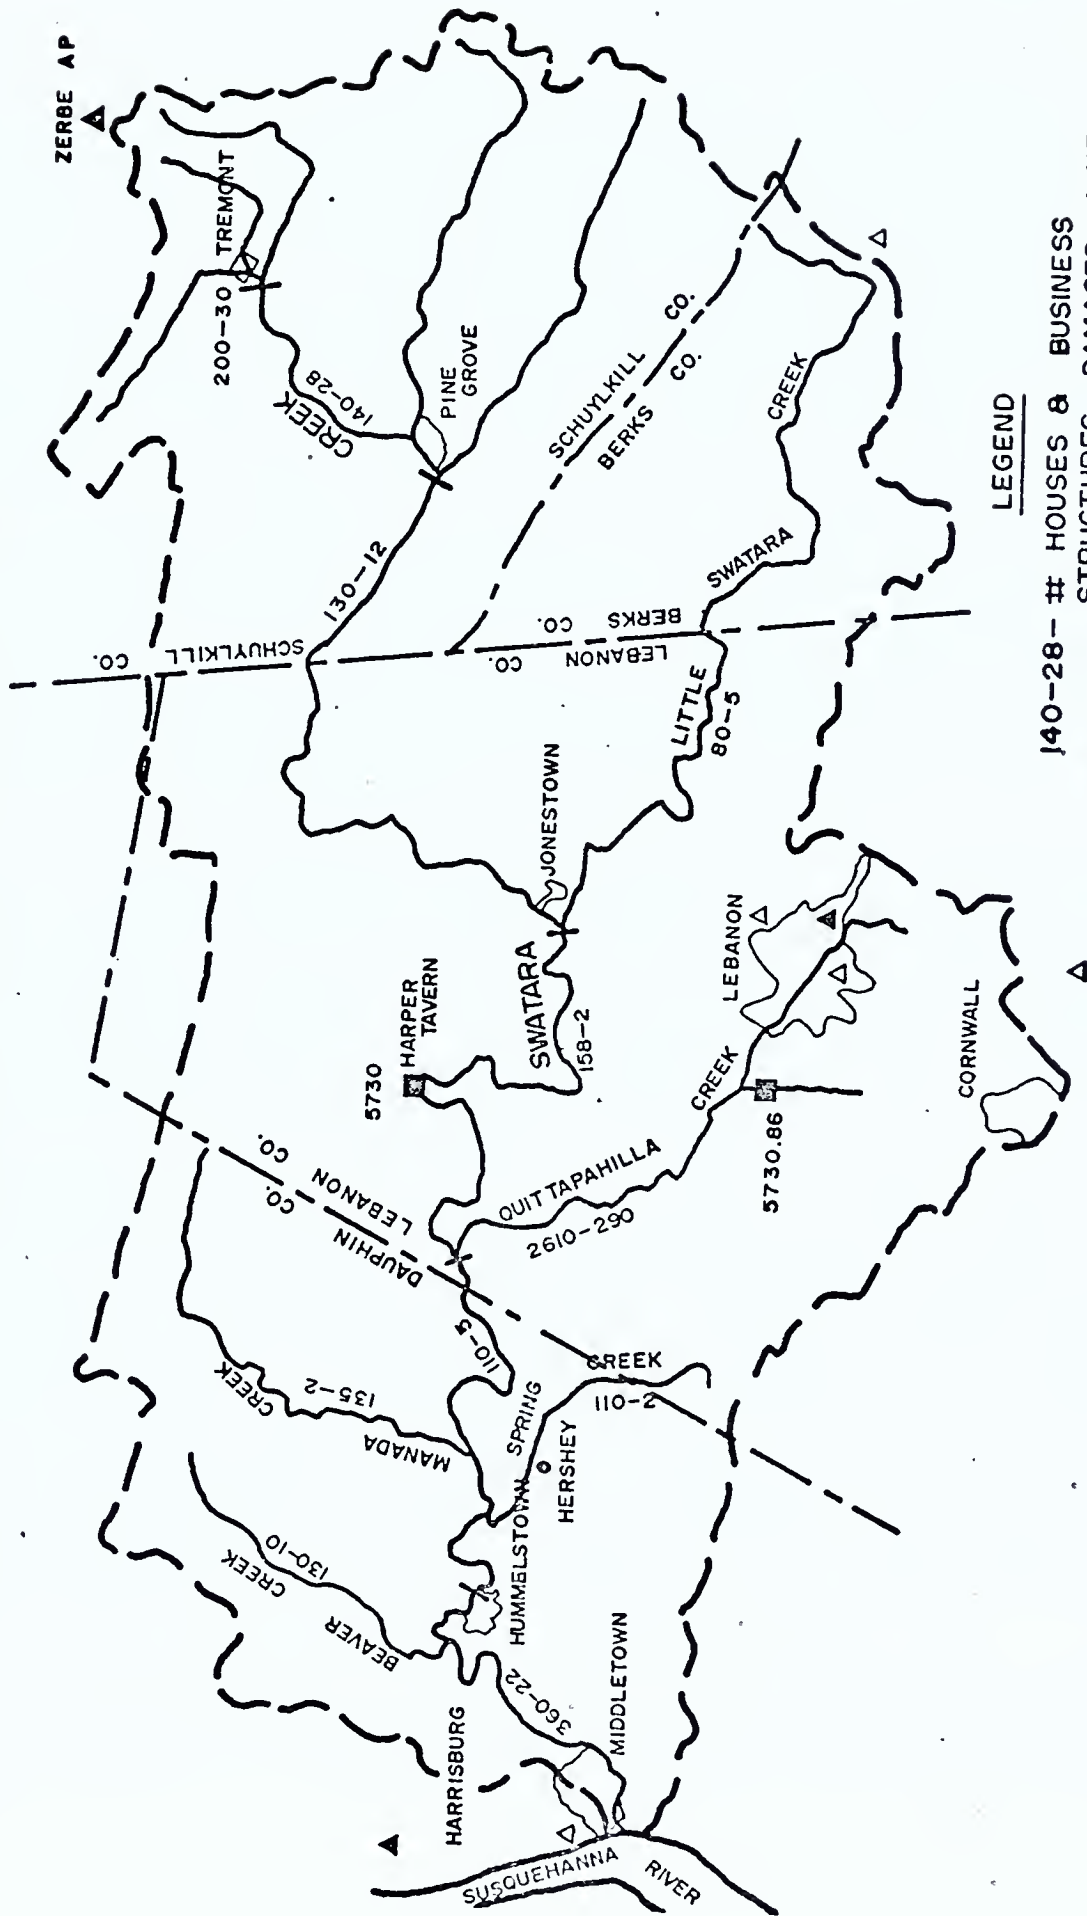 ZERBE AP
TREMONT
200-30
140-28
CREEK
PINE
GROVE
SCHUYLKILL CO.
BERKS CO.
130-12
SCHUYLKILL CO.
BERKS CO.
LEBANON CO.
LITTLE SWATARA CREEK
80-5
JONESTOWN
SWATARA
158-2
HARPER
TAVERN
5730
LEBANON
CORNWALL
QUITTAPAHILLA CREEK
2610-290
5730.86
LEBANON CO.
DAUPHIN CO.
110-5
MANADA CREEK
135-2
SPRING CREEK
110-2
HERSHEY
HUMMELSTOWN
BEAVER CREEK
130-10
360-22
MIDDLETOWN
HARRISBURG
SUSQUEHANNA RIVER
LEGEND
140-28- # HOUSES & BUSINESS